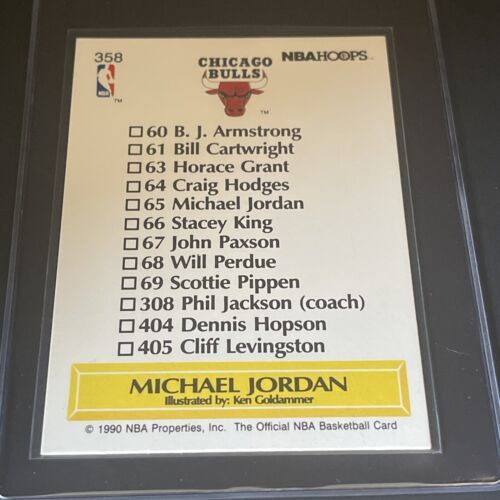 358
NBA
TM
CHICAGO
BULLS
TM
NBA HOOPS TM
☐ 60 B. J. Armstrong
☐ 61 Bill Cartwright
☐ 63 Horace Grant
☐ 64 Craig Hodges
☐ 65 Michael Jordan
☐ 66 Stacey King
☐ 67 John Paxson
☐ 68 Will Perdue
☐ 69 Scottie Pippen
☐ 308 Phil Jackson (coach)
☐ 404 Dennis Hopson
☐ 405 Cliff Levingston
MICHAEL JORDAN
Illustrated by: Ken Goldammer
© 1990 NBA Properties, Inc. The Official NBA Basketball Card